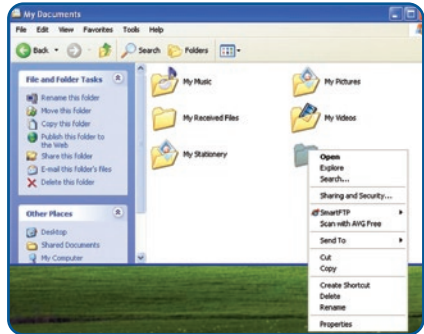 My Documents
File Edit View Favorites Tools Help
Back Search Folders
File and Folder Tasks
Rename this folder
Move this folder
Copy this folder
Publish this folder to
the Web
Share this folder
E-mail this folder's files
Delete this folder
Other Places
Desktop
Shared Documents
My Computer
My Music
My Pictures
My Received Files
My Videos
My Stationery
Open
Explore
Search...
Sharing and Security...
SmartFTP
Scan with AVG Free
Send To
Cut
Copy
Create Shortcut
Delete
Rename
Properties